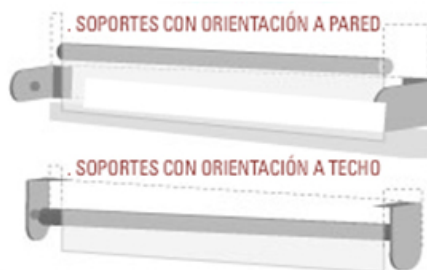 . SOPORTES CON ORIENTACIÓN A PARED
. SOPORTES CON ORIENTACIÓN A TECHO